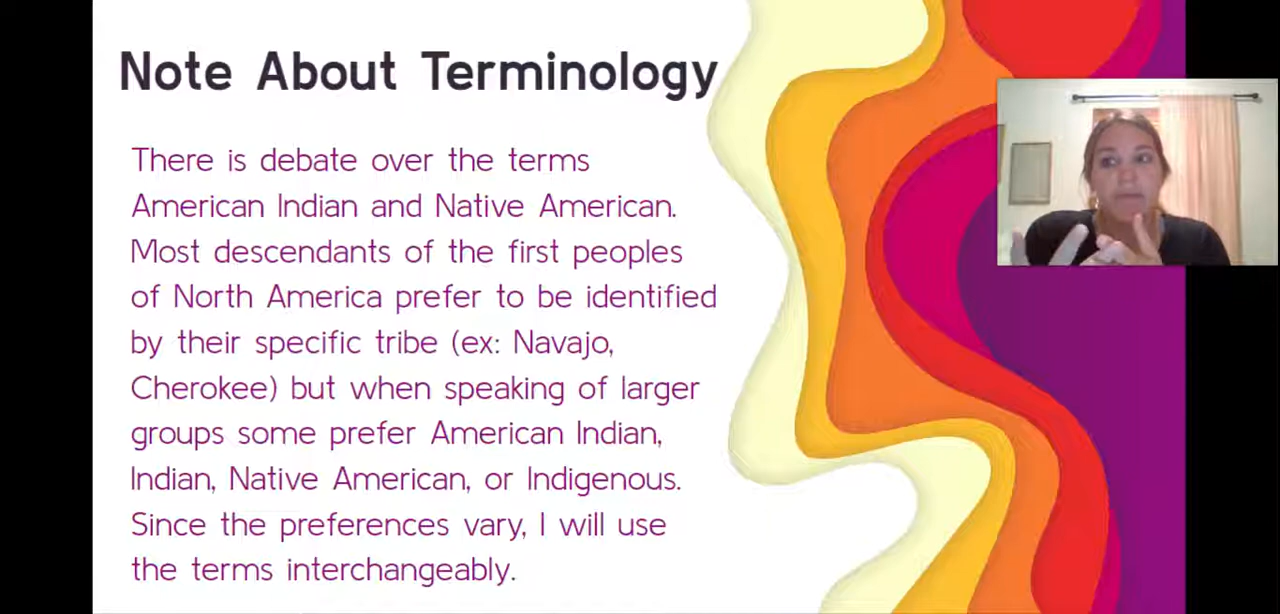 Note About Terminology
There is debate over the terms
American Indian and Native American.
Most descendants of the first peoples
of North America prefer to be identified
by their specific tribe (ex: Navajo,
Cherokee) but when speaking of larger
groups some prefer American Indian,
Indian, Native American, or Indigenous.
Since the preferences vary, I will use
the terms interchangeably.